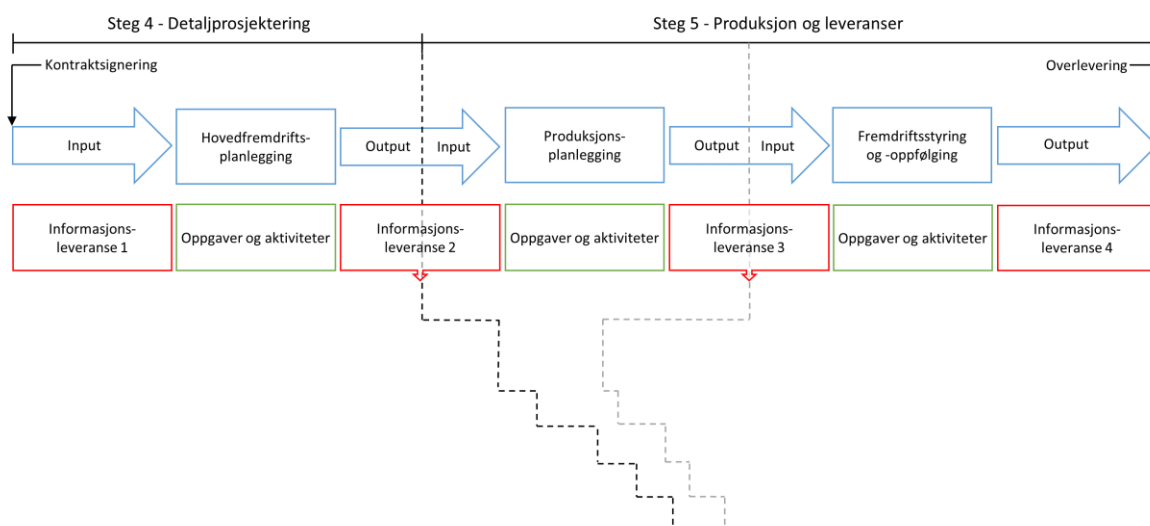 Steg 4 - Detaljprosjektering
Steg 5 - Produksjon og leveranser
Kontraktsignering
Overlevering
Input
Hovedfremdrifts-
planlegging
Output
Input
Produksjons-
planlegging
Output
Input
Fremdriftsstyring
og -oppfølging
Output
Informasjons-
leveranse 1
Oppgaver og aktiviteter
Informasjons-
leveranse 2
Oppgaver og aktiviteter
Informasjons-
leveranse 3
Oppgaver og aktiviteter
Informasjons-
leveranse 4